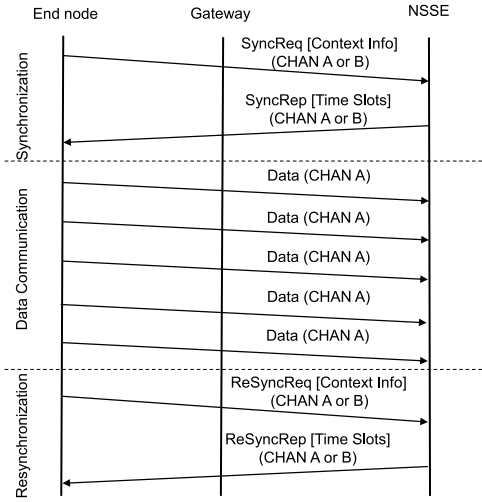 End node
Gateway
NSSE
Synchronization
SyncReq [Context Info]
(CHAN A or B)
SyncRep [Time Slots]
(CHAN A or B)
Data Communication
Data (CHAN A)
Data (CHAN A)
Data (CHAN A)
Data (CHAN A)
Data (CHAN A)
Resynchronization
ReSyncReq [Context Info]
(CHAN A or B)
ReSyncRep [Time Slots]
(CHAN A or B)